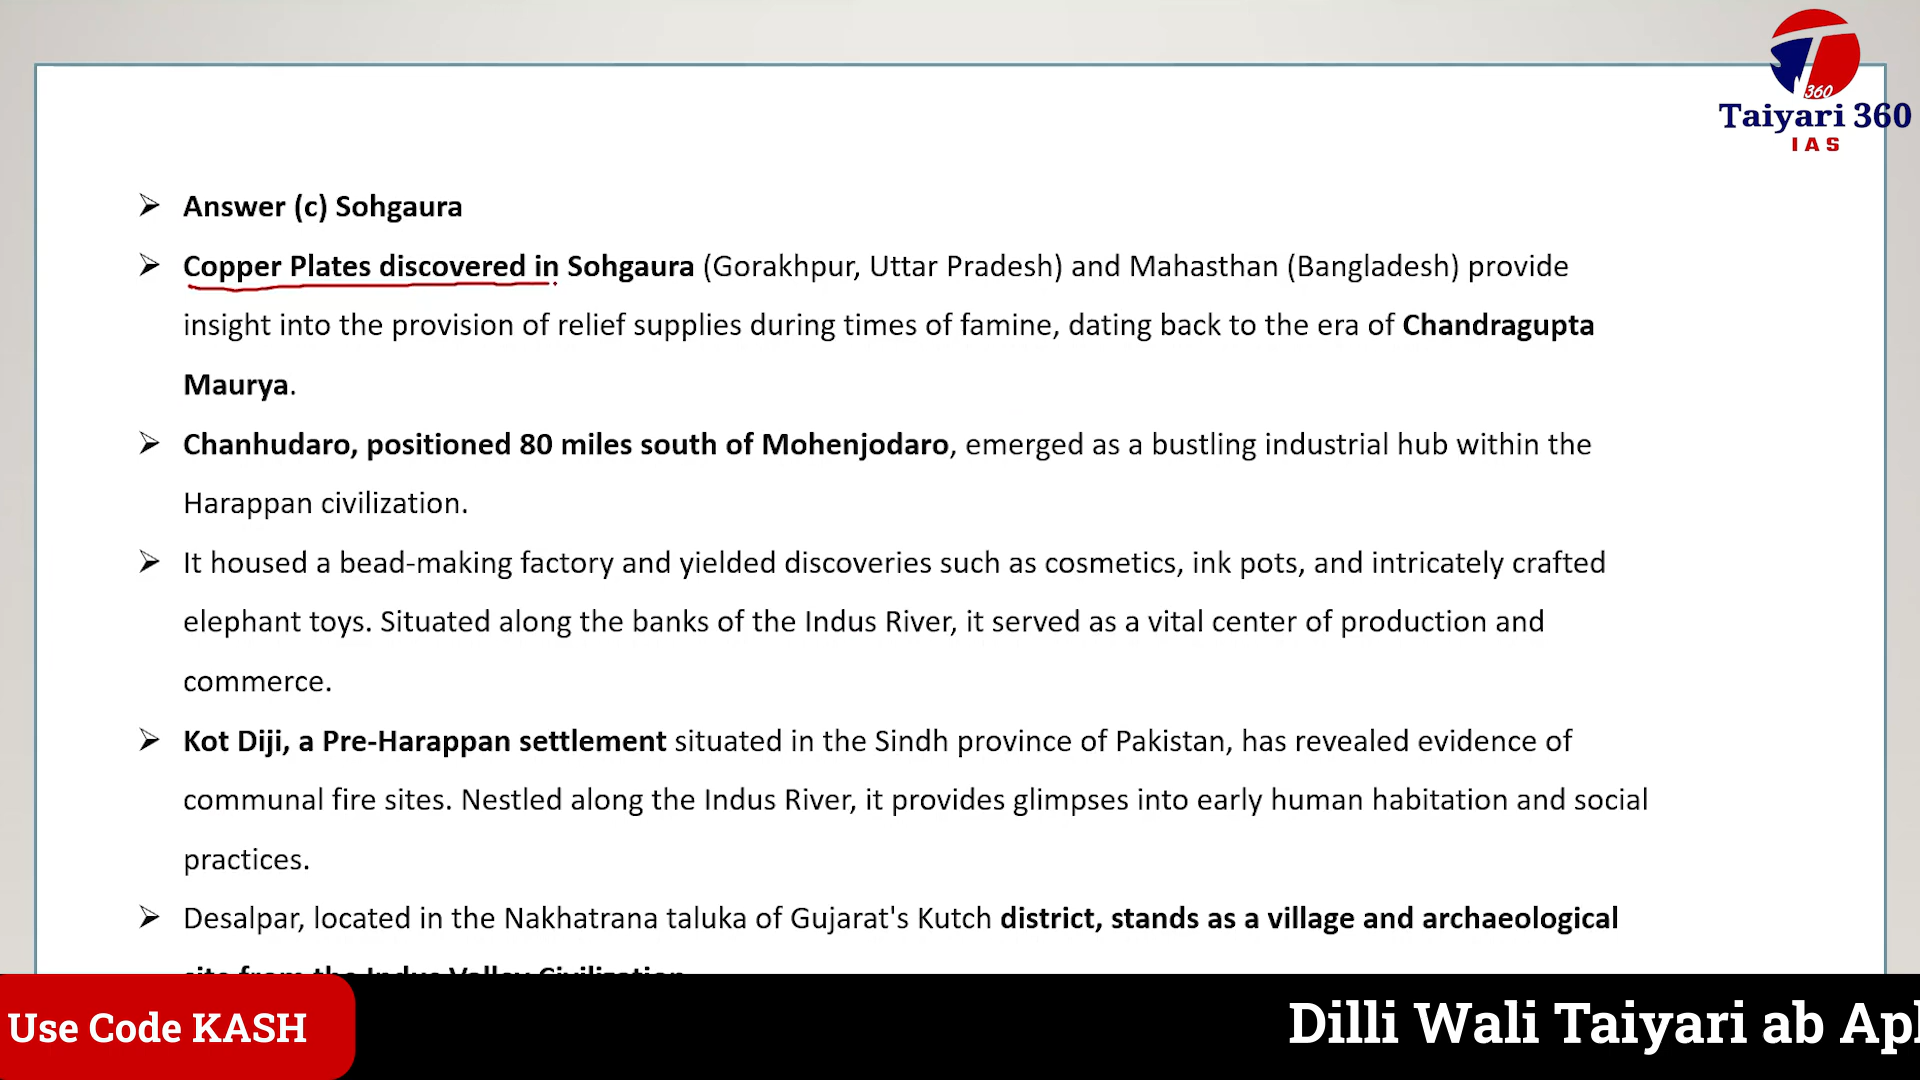 360
Taiyari 360
IAS
Answer (c) Sohgaura
Copper Plates discovered in Sohgaura (Gorakhpur, Uttar Pradesh) and Mahasthan (Bangladesh) provide
insight into the provision of relief supplies during times of famine, dating back to the era of Chandragupta
Maurya.
Chanhudaro, positioned 80 miles south of Mohenjodaro, emerged as a bustling industrial hub within the
Harappan civilization.
It housed a bead-making factory and yielded discoveries such as cosmetics, ink pots, and intricately crafted
elephant toys. Situated along the banks of the Indus River, it served as a vital center of production and
commerce.
Kot Diji, a Pre-Harappan settlement situated in the Sindh province of Pakistan, has revealed evidence of
communal fire sites. Nestled along the Indus River, it provides glimpses into early human habitation and social
practices.
Desalpar, located in the Nakhatrana taluka of Gujarat's Kutch district, stands as a village and archaeological
site from the Indus Valley Civilization
Use Code KASH
Dilli Wali Taiyari ab